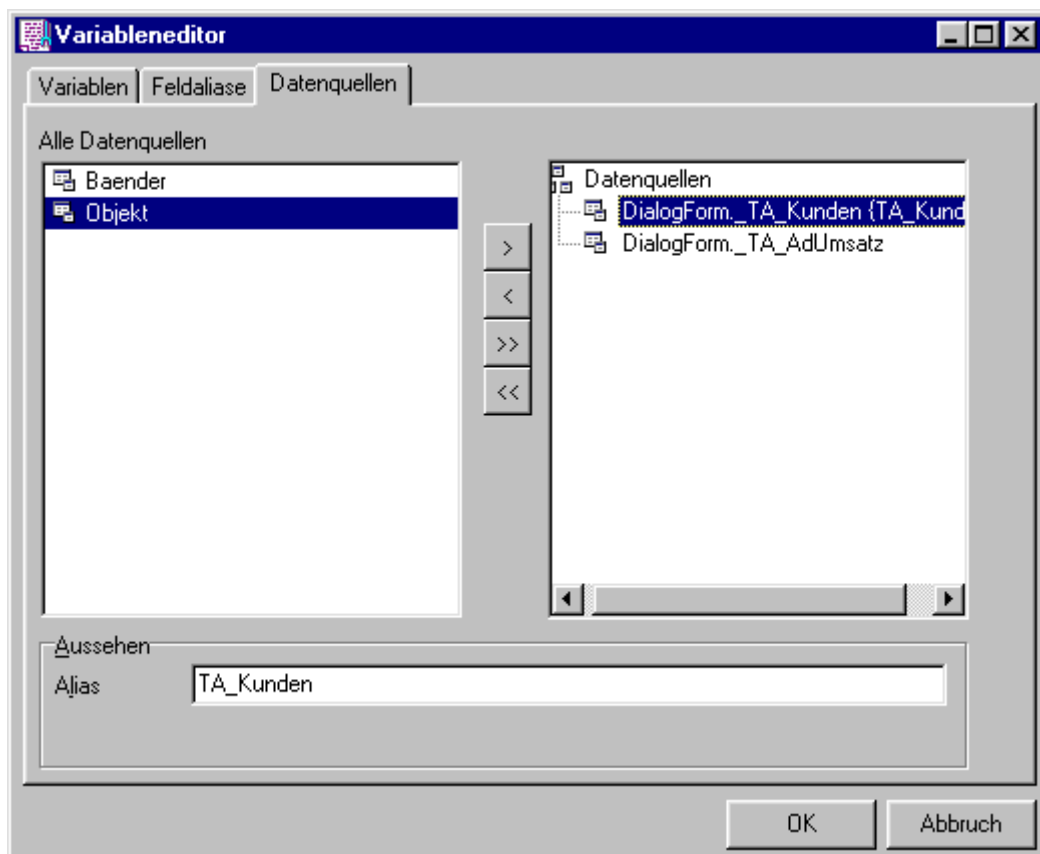 Variableneditor
Variablen Feldaliase Datenquellen
Alle Datenquellen
Baender
Objekt
>
<
>>
<<
Datenquellen
DialogForm._TA_Kunden {TA_Kund
DialogForm._TA_AdUmsatz
Aussehen
Alias TA_Kunden
OK Abbruch